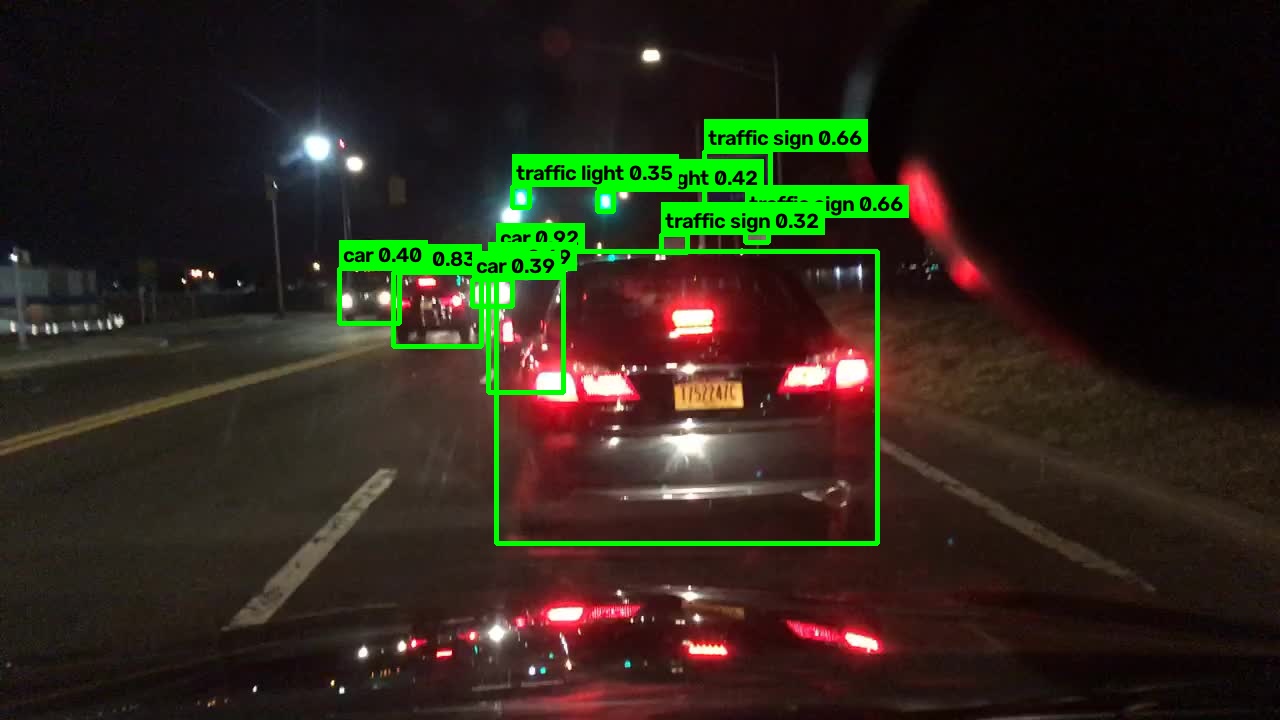 traffic sign 0.66
traffic light 0.35
ght 0.42
traffic sign 0.66
traffic sign 0.32
car 0.92
car 0.40
0.83
car 0.39
T752247C